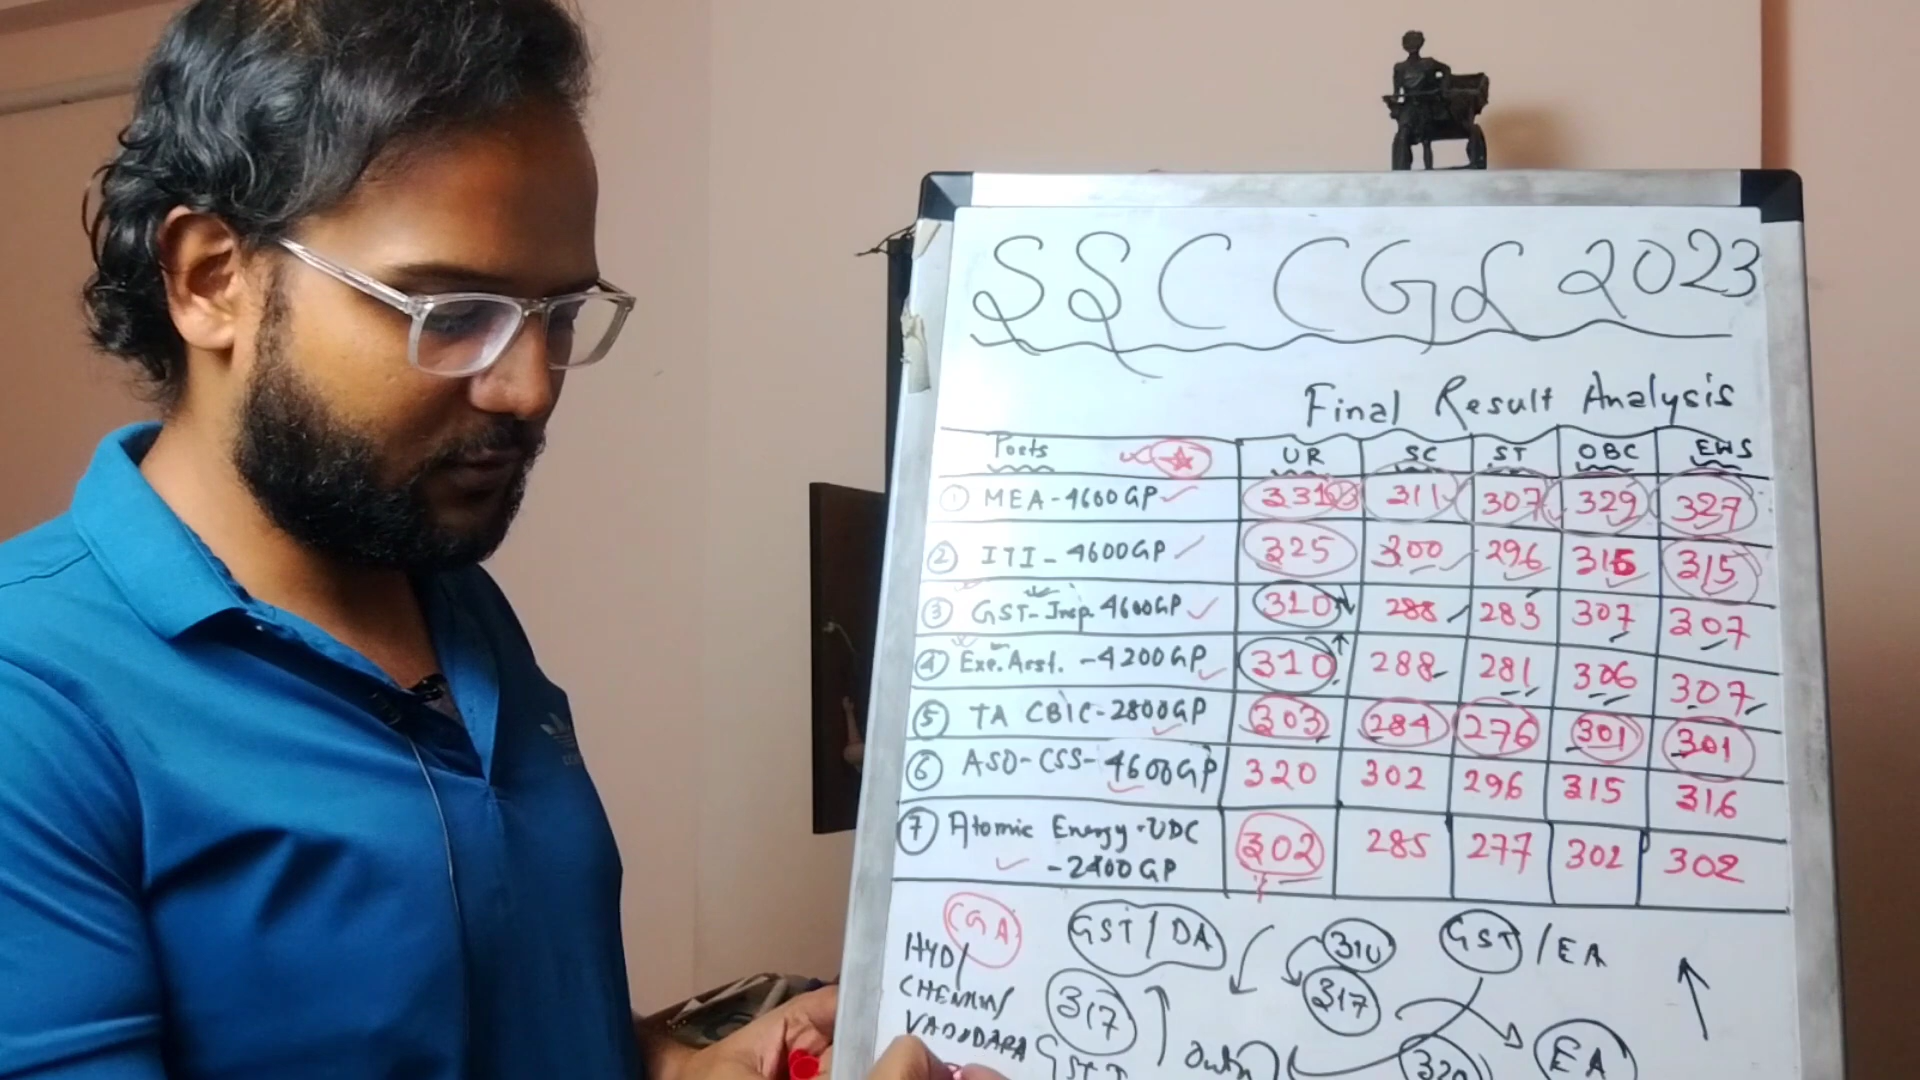 SSC CGL 2023
Final Result Analysis
Posts UR SC ST OBC EWS
① MEA-4600GP 331 311 307 329 327
② ITI-4600GP 325 300 296 315 315
③ GST-Insp. 4600GP 310 288 283 307 307
④ Exe. Asst. -4200GP 310 288 281 306 307
⑤ TA CBIC-2800GP 303 284 276 301 301
⑥ ASO-CSS-4600GP 320 302 296 315 316
⑦ Atomic Energy-UDC 302 285 277 302 302
-2400GP
CGA GST/DA 310 GST/EA
HYD/
CHENNAI/ 317 317
VADODARA
GST EA
320